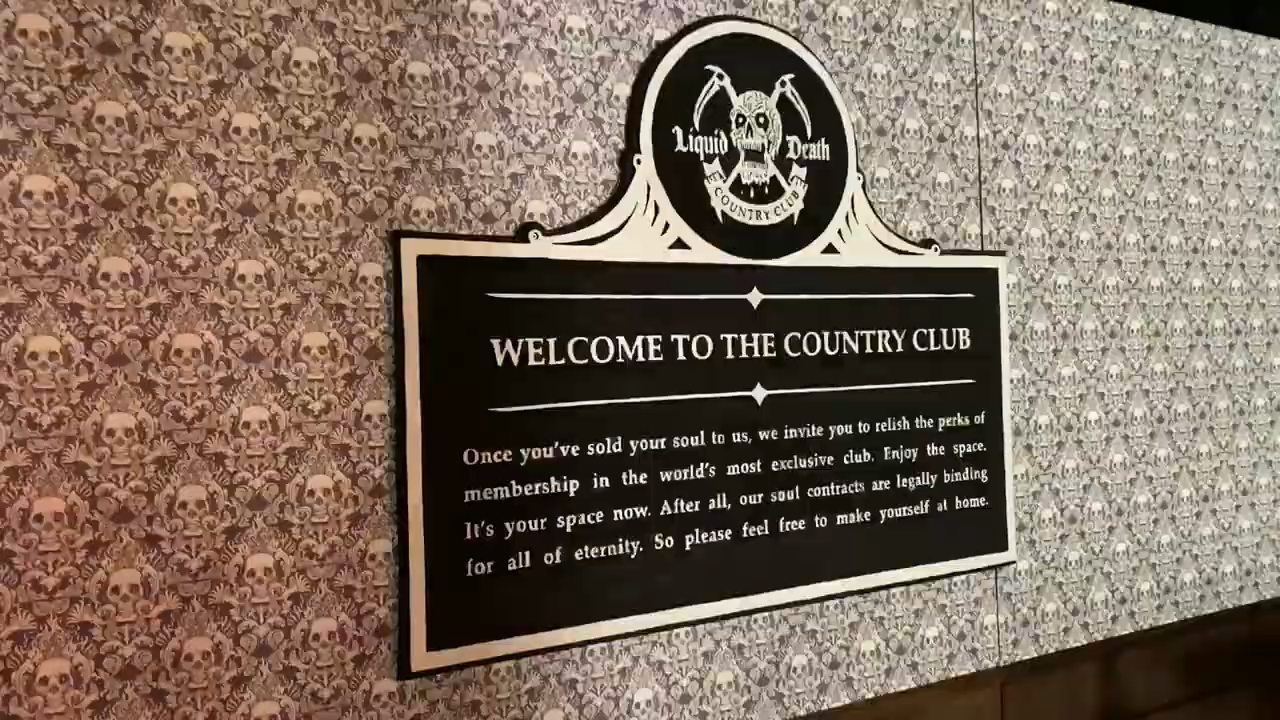 Liquid Death
COUNTRY CLUB
WELCOME TO THE COUNTRY CLUB
Once you've sold your soul to us, we invite you to relish the perks of
membership in the world's most exclusive club. Enjoy the space.
It's your space now. After all, our soul contracts are legally binding
for all of eternity. So please feel free to make yourself at home.